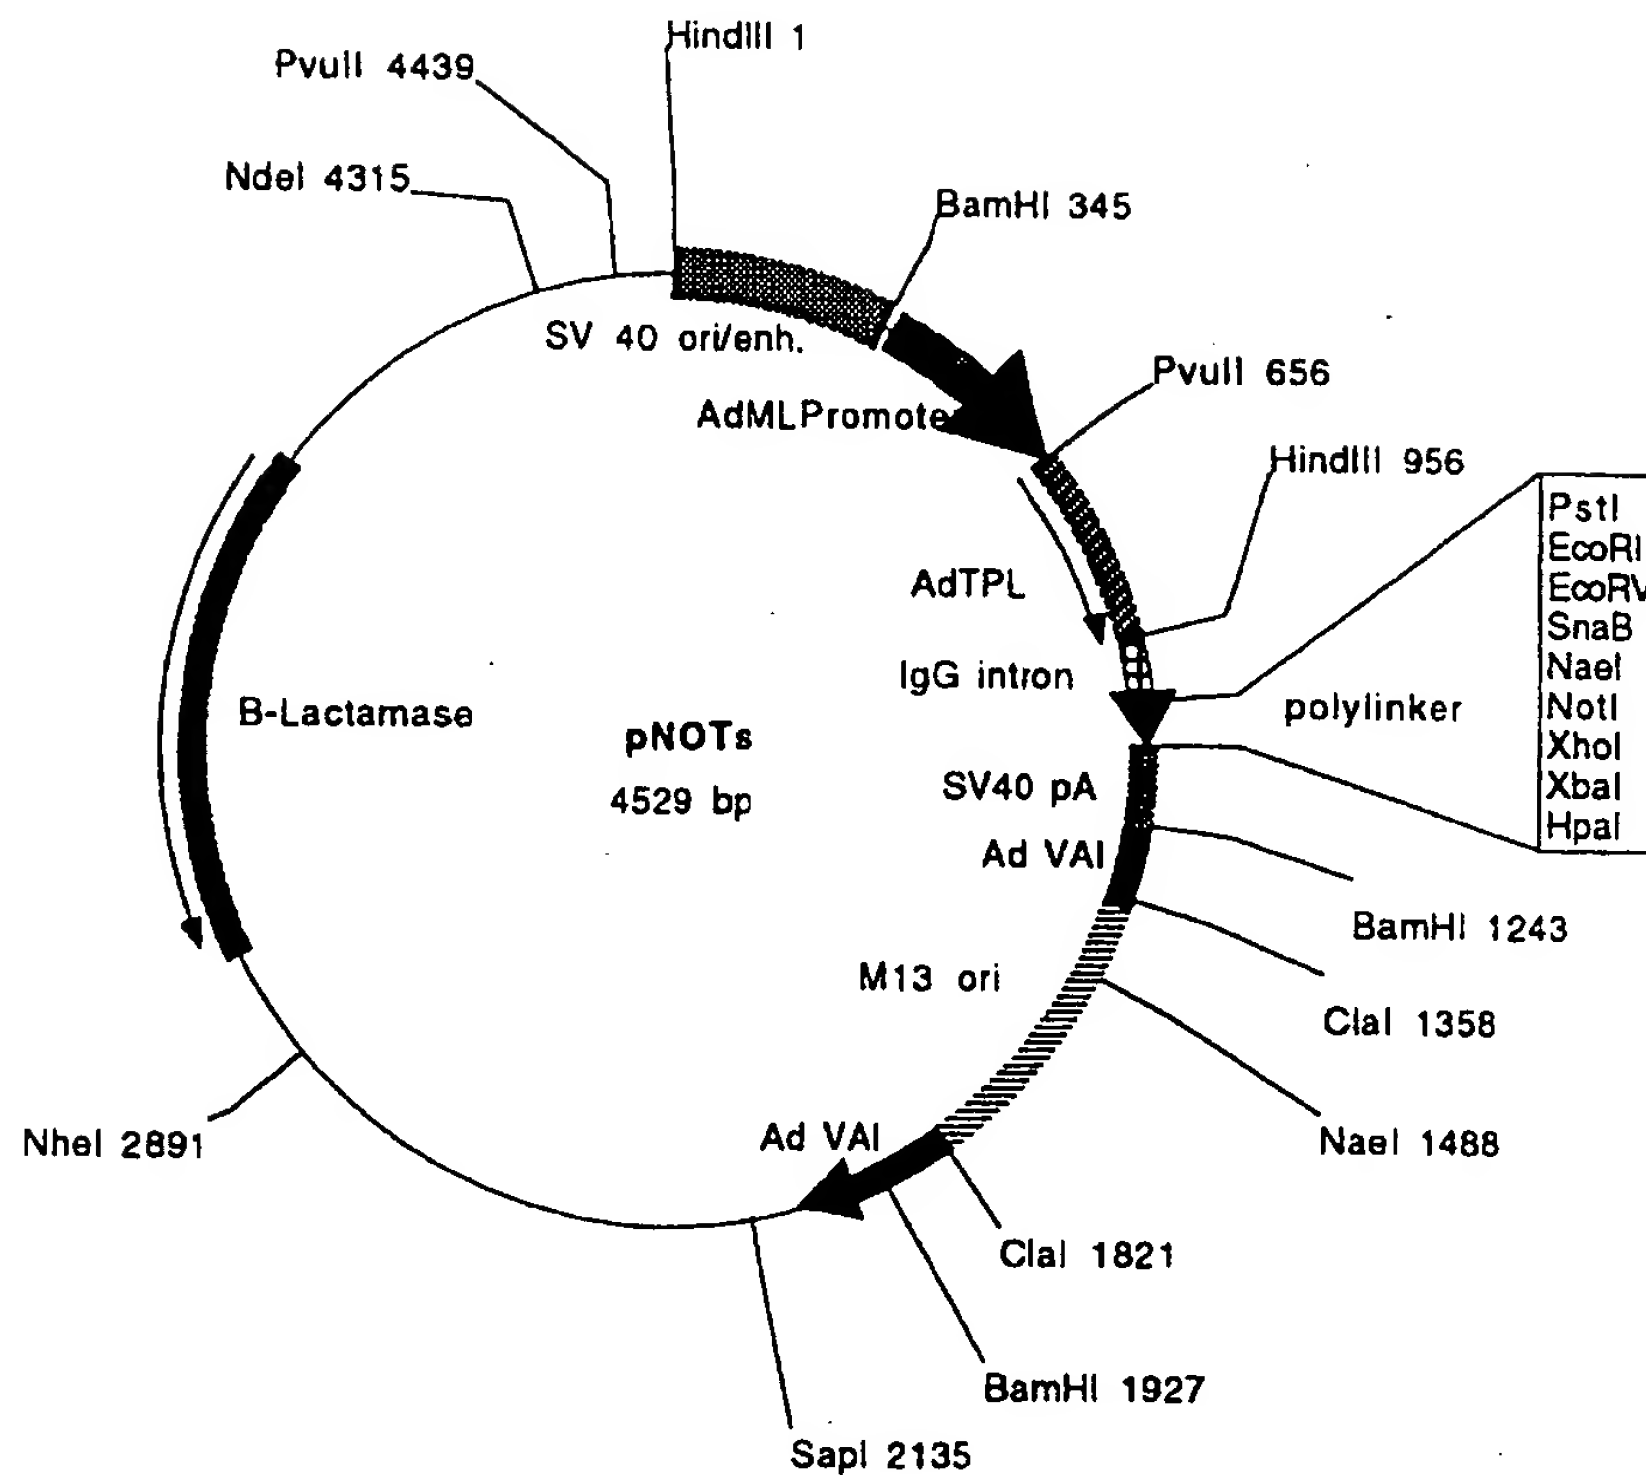 HindIII 1
PvuII 4439
NdeI 4315
BamHI 345
SV 40 ori/enh.
PvuII 656
AdMLPromote
HindIII 956
PstI
EcoRI
EcoRV
SnaB
NaeI
NotI
XhoI
XbaI
HpaI
AdTPL
IgG intron
polylinker
B-Lactamase
pNOTs
4529 bp
SV40 pA
Ad VAI
BamHI 1243
M13 ori
ClaI 1358
NaeI 1488
Ad VAI
NheI 2891
ClaI 1821
BamHI 1927
SapI 2135